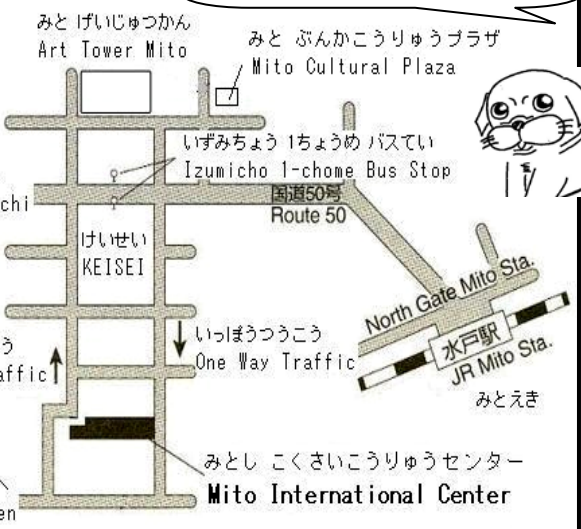 みと げいじゅつかん
Art Tower Mito
みと ぶんかこうりゅうプラザ
Mito Cultural Plaza
いずみちょう 1ちょうめ バスてい
Izumicho 1-chome Bus Stop
国道50号
Route 50
chi
けいせい
KEISEI
North Gate Mito Sta.
水戸駅
JR Mito Sta.
みとえき
う
affic
いっぽうつうこう
One Way Traffic
みとし こくさいこうりゅうセンター
Mito International Center
en